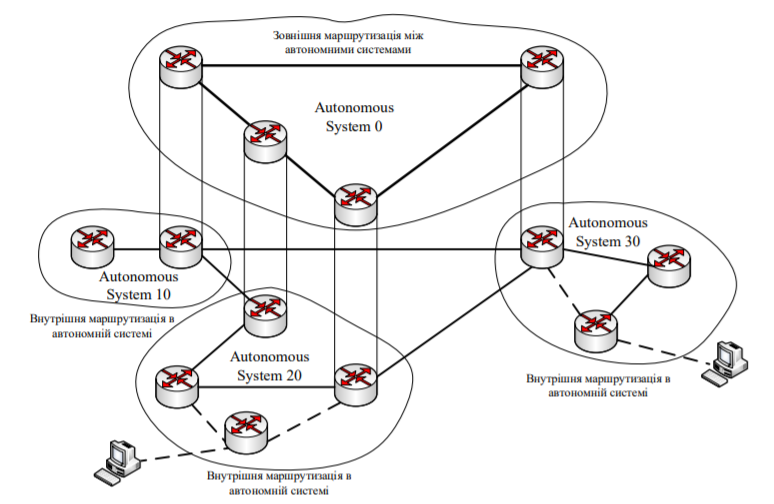 Зовнішня маршрутизація між
автономними системами
Autonomous
System 0
Autonomous
System 30
Autonomous
System 10
Внутрішня маршрутизація в
автономній системі
Autonomous
System 20
Внутрішня маршрутизація в
автономній системі
Внутрішня маршрутизація в
автономній системі